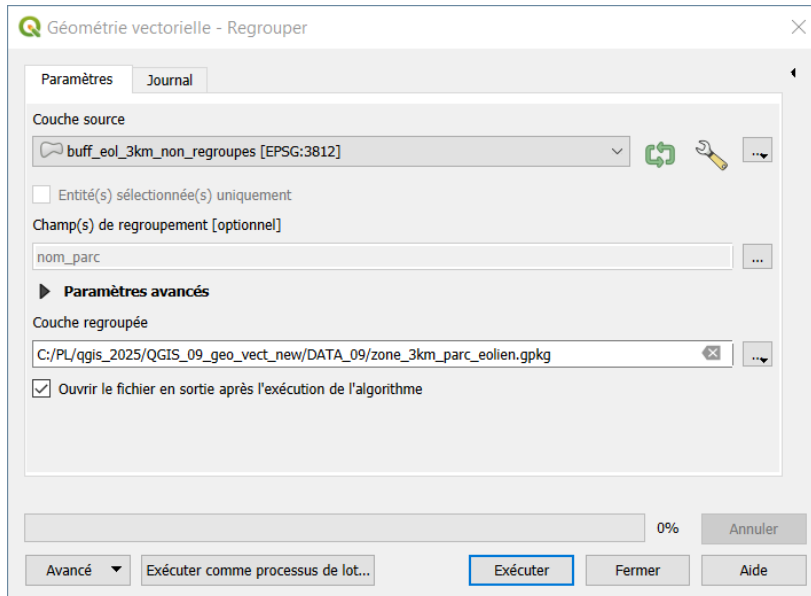 Géométrie vectorielle - Regrouper
Paramètres
Journal
Couche source
buff_eol_3km_non_regroupes [EPSG:3812]
...
Entité(s) sélectionnée(s) uniquement
Champ(s) de regroupement [optionnel]
nom_parc
...
Paramètres avancés
Couche regroupée
C:/PL/qgis_2025/QGIS_09_geo_vect_new/DATA_09/zone_3km_parc_eolien.gpkg
...
Ouvrir le fichier en sortie après l'exécution de l'algorithme
0%
Annuler
Avancé
Exécuter comme processus de lot...
Exécuter
Fermer
Aide